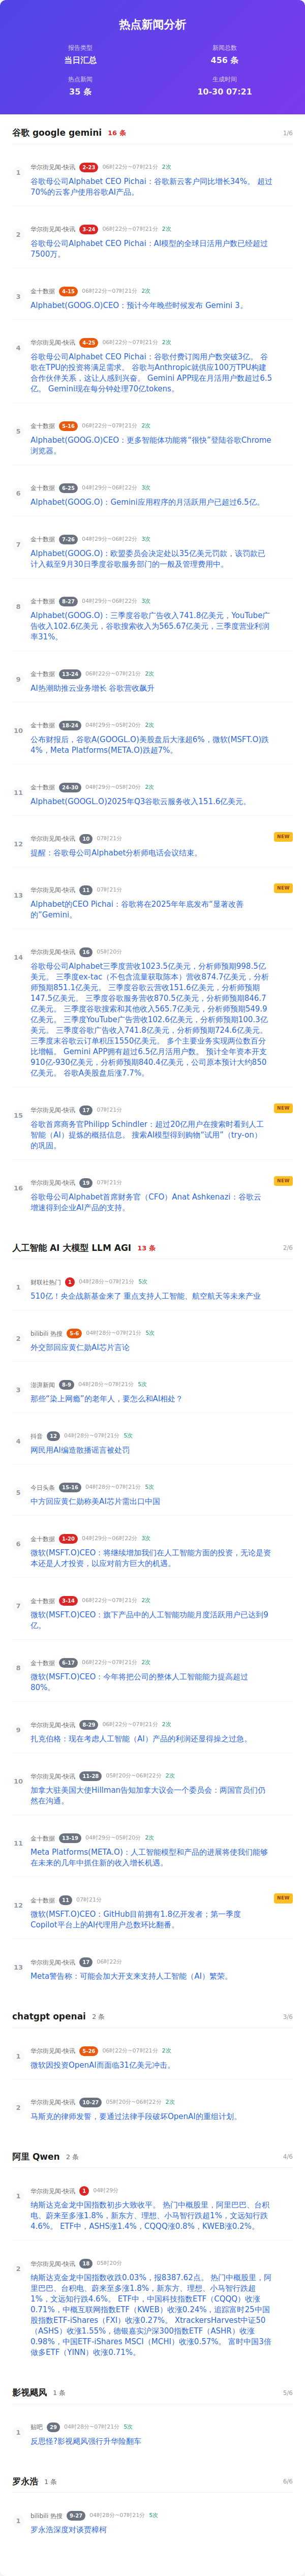 热点新闻分析
报告类型
当日汇总
新闻总数
456 条
热点新闻
35 条
生成时间
10-30 07:21
谷歌 google gemini 16 条 1/6
1
华尔街见闻-快讯 2-23 06时22分~07时21分 2次
谷歌母公司Alphabet CEO Pichai：谷歌新云客户同比增长34%。 超过
70%的云客户使用谷歌AI产品。
2
华尔街见闻-快讯 3-24 06时22分~07时21分 2次
谷歌母公司Alphabet CEO Pichai：AI模型的全球日活用户数已经超过
7500万。
3
金十数据 4-15 06时22分~07时21分 2次
Alphabet(GOOG.O)CEO：预计今年晚些时候发布 Gemini 3。
4
华尔街见闻-快讯 4-25 06时22分~07时21分 2次
谷歌母公司Alphabet CEO Pichai：谷歌付费订阅用户数突破3亿。 谷
歌在TPU的投资将满足需求。 谷歌与Anthropic就供应100万TPU构建
合作伙伴关系，这让人感到兴奋。 Gemini APP现在月活用户数超过6.5
亿。 Gemini现在每分钟处理70亿tokens。
5
金十数据 5-16 06时22分~07时21分 2次
Alphabet(GOOG.O)CEO：更多智能体功能将“很快”登陆谷歌Chrome
浏览器。
6
金十数据 6-25 04时29分~06时22分 3次
Alphabet(GOOG.O)：Gemini应用程序的月活跃用户已超过6.5亿。
7
金十数据 7-26 04时29分~06时22分 3次
Alphabet(GOOG.O)：欧盟委员会决定处以35亿美元罚款，该罚款已
计入截至9月30日季度谷歌服务部门的一般及管理费用中。
8
金十数据 8-27 04时29分~06时22分 3次
Alphabet(GOOG.O)：三季度谷歌广告收入741.8亿美元，YouTube广
告收入102.6亿美元，谷歌搜索收入为565.67亿美元，三季度营业利润
率31%。
9
金十数据 13-24 06时22分~07时21分 2次
AI热潮助推云业务增长 谷歌营收飙升
10
金十数据 18-24 04时29分~05时20分 2次
公布财报后，谷歌A(GOOGL.O)美股盘后大涨超6%，微软(MSFT.O)跌
4%，Meta Platforms(META.O)跌超7%。
11
金十数据 24-30 04时29分~05时20分 2次
Alphabet(GOOGL.O)2025年Q3谷歌云服务收入151.6亿美元。
12
华尔街见闻-快讯 10 07时21分 NEW
提醒：谷歌母公司Alphabet分析师电话会议结束。
13
华尔街见闻-快讯 11 07时21分 NEW
Alphabet的CEO Pichai：谷歌将在2025年年底发布“显著改善
的”Gemini。
14
华尔街见闻-快讯 16 05时20分
谷歌母公司Alphabet三季度营收1023.5亿美元，分析师预期998.5亿
美元。 三季度ex-tac（不包含流量获取陈本）营收874.7亿美元，分析
师预期851.1亿美元。 三季度谷歌云营收151.6亿美元，分析师预期
147.5亿美元。 三季度谷歌服务营收870.5亿美元，分析师预期846.7
亿美元。 三季度谷歌搜索和其他收入565.7亿美元，分析师预期549.9
亿美元。 三季度YouTube广告营收102.6亿美元，分析师预期100.3亿
美元。 三季度谷歌广告收入741.8亿美元，分析师预期724.6亿美元。
三季度末谷歌云订单积压1550亿美元。 多个主要业务实现两位数百分
比增幅。 Gemini APP拥有超过6.5亿月活用户数。 预计全年资本开支
910亿-930亿美元，分析师预期840.4亿美元，公司原本预计大约850
亿美元。 谷歌A美股盘后涨7.7%。
15
华尔街见闻-快讯 17 07时21分 NEW
谷歌首席商务官Philipp Schindler：超过20亿用户在搜索时看到人工
智能（AI）提炼的概括信息。 搜索AI模型得到购物“试用”（try-on）
的巩固。
16
华尔街见闻-快讯 19 07时21分 NEW
谷歌母公司Alphabet首席财务官（CFO）Anat Ashkenazi：谷歌云
增速得到企业AI产品的支持。
人工智能 AI 大模型 LLM AGI 13 条 2/6
1
财联社热门 1 04时28分~07时21分 5次
510亿！央企战新基金来了 重点支持人工智能、航空航天等未来产业
2
bilibili 热搜 5-6 04时28分~07时21分 5次
外交部回应黄仁勋AI芯片言论
3
澎湃新闻 8-9 04时28分~07时21分 5次
那些“染上网瘾”的老年人，要怎么和AI相处？
4
抖音 12 04时28分~07时21分 5次
网民用AI编造散播谣言被处罚
5
今日头条 15-16 04时28分~07时21分 5次
中方回应黄仁勋称美AI芯片需出口中国
6
金十数据 1-20 04时29分~06时22分 3次
微软(MSFT.O)CEO：将继续增加我们在人工智能方面的投资，无论是资
本还是人才投资，以应对前方巨大的机遇。
7
金十数据 3-14 06时22分~07时21分 2次
微软(MSFT.O)CEO：旗下产品中的人工智能功能月度活跃用户已达到9
亿。
8
金十数据 6-17 06时22分~07时21分 2次
微软(MSFT.O)CEO：今年将把公司的整体人工智能能力提高超过
80%。
9
华尔街见闻-快讯 8-29 06时22分~07时21分 2次
扎克伯格：现在考虑人工智能（AI）产品的利润还显得操之过急。
10
华尔街见闻-快讯 11-28 05时20分~06时22分 2次
加拿大驻美国大使Hillman告知加拿大议会一个委员会：两国官员们仍
然在沟通。
11
金十数据 13-19 04时29分~05时20分 2次
Meta Platforms(META.O)：人工智能模型和产品的进展将使我们能够
在未来的几年中抓住新的收入增长机遇。
12
金十数据 11 07时21分 NEW
微软(MSFT.O)CEO：GitHub目前拥有1.8亿开发者；第一季度
Copilot平台上的AI代理用户总数环比翻番。
13
华尔街见闻-快讯 17 06时22分
Meta警告称：可能会加大开支来支持人工智能（AI）繁荣。
chatgpt openai 2 条 3/6
1
华尔街见闻-快讯 5-26 06时22分~07时21分 2次
微软因投资OpenAI而面临31亿美元冲击。
2
华尔街见闻-快讯 10-27 05时20分~06时22分 2次
马斯克的律师发誓，要通过法律手段破坏OpenAI的重组计划。
阿里 Qwen 2 条 4/6
1
华尔街见闻-快讯 1 04时29分
纳斯达克金龙中国指数初步大致收平。 热门中概股里，阿里巴巴、台积
电、蔚来至多涨1.8%，新东方、理想、小马智行跌超1%，文远知行跌
4.6%。 ETF中，ASHS涨1.4%，CQQQ涨0.8%，KWEB涨0.2%。
2
华尔街见闻-快讯 18 05时20分
纳斯达克金龙中国指数收跌0.03%，报8387.62点。 热门中概股里，阿
里巴巴、台积电、蔚来至多涨1.8%，新东方、理想、小马智行跌超
1%，文远知行跌4.6%。 ETF中，中国科技指数ETF（CQQQ）收涨
0.71%，中概互联网指数ETF（KWEB）收涨0.24%，追踪富时25中国
股指数ETF-iShares（FXI）收涨0.27%。 XtrackersHarvest中证50
（ASHS）收涨1.55%，德银嘉实沪深300指数ETF（ASHR）收涨
0.98%，中国ETF-iShares MSCI（MCHI）收涨0.57%。 富时中国3倍
做多ETF（YINN）收涨0.71%。
影视飓风 1 条 5/6
1
贴吧 29 04时28分~07时21分 5次
反思怪?影视飓风强行升华险翻车
罗永浩 1 条 6/6
1
bilibili 热搜 9-27 04时28分~07时21分 5次
罗永浩深度对谈贾樟柯